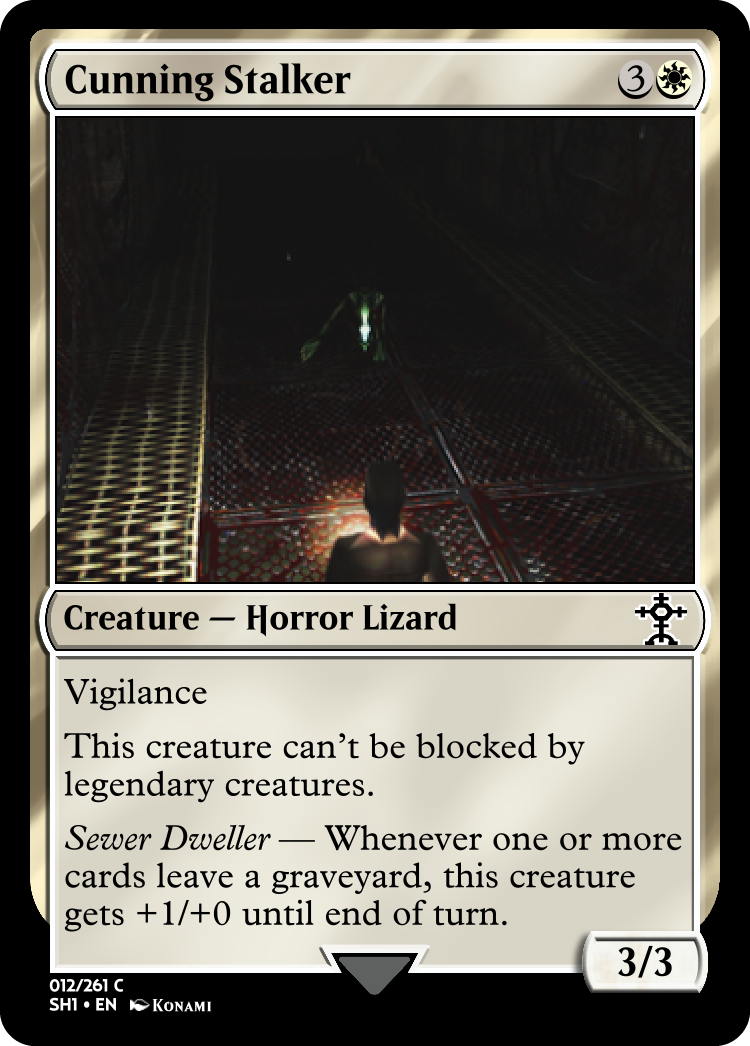 Cunning Stalker 3
Creature — Horror Lizard
Vigilance
This creature can't be blocked by
legendary creatures.
Sewer Dweller — Whenever one or more
cards leave a graveyard, this creature
gets +1/+0 until end of turn.
3/3
012/261 C
SH1 • EN KONAMI